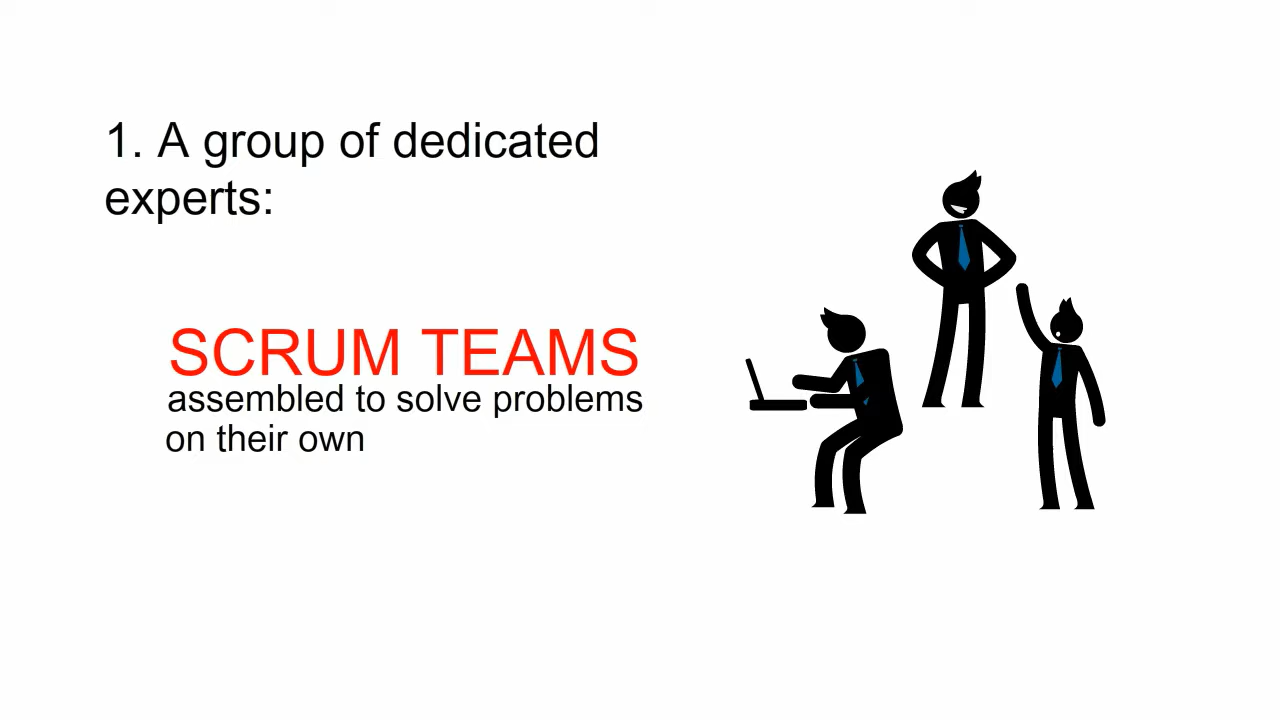 1. A group of dedicated
experts:
SCRUM TEAMS
assembled to solve problems
on their own